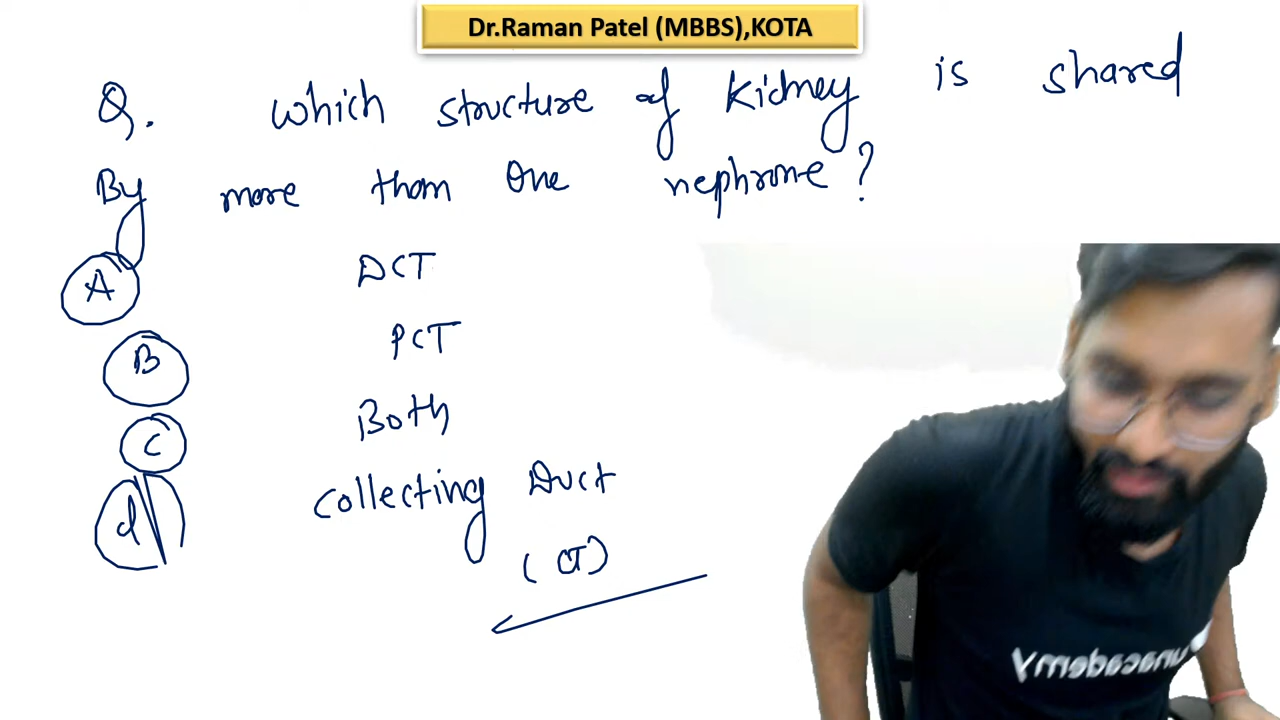 Dr.Raman Patel (MBBS),KOTA
Q. which structure of kidney is shared
By more than one nephrone?
A DCT
B PCT
C Both
d collecting Duct
(CT)
unacademy